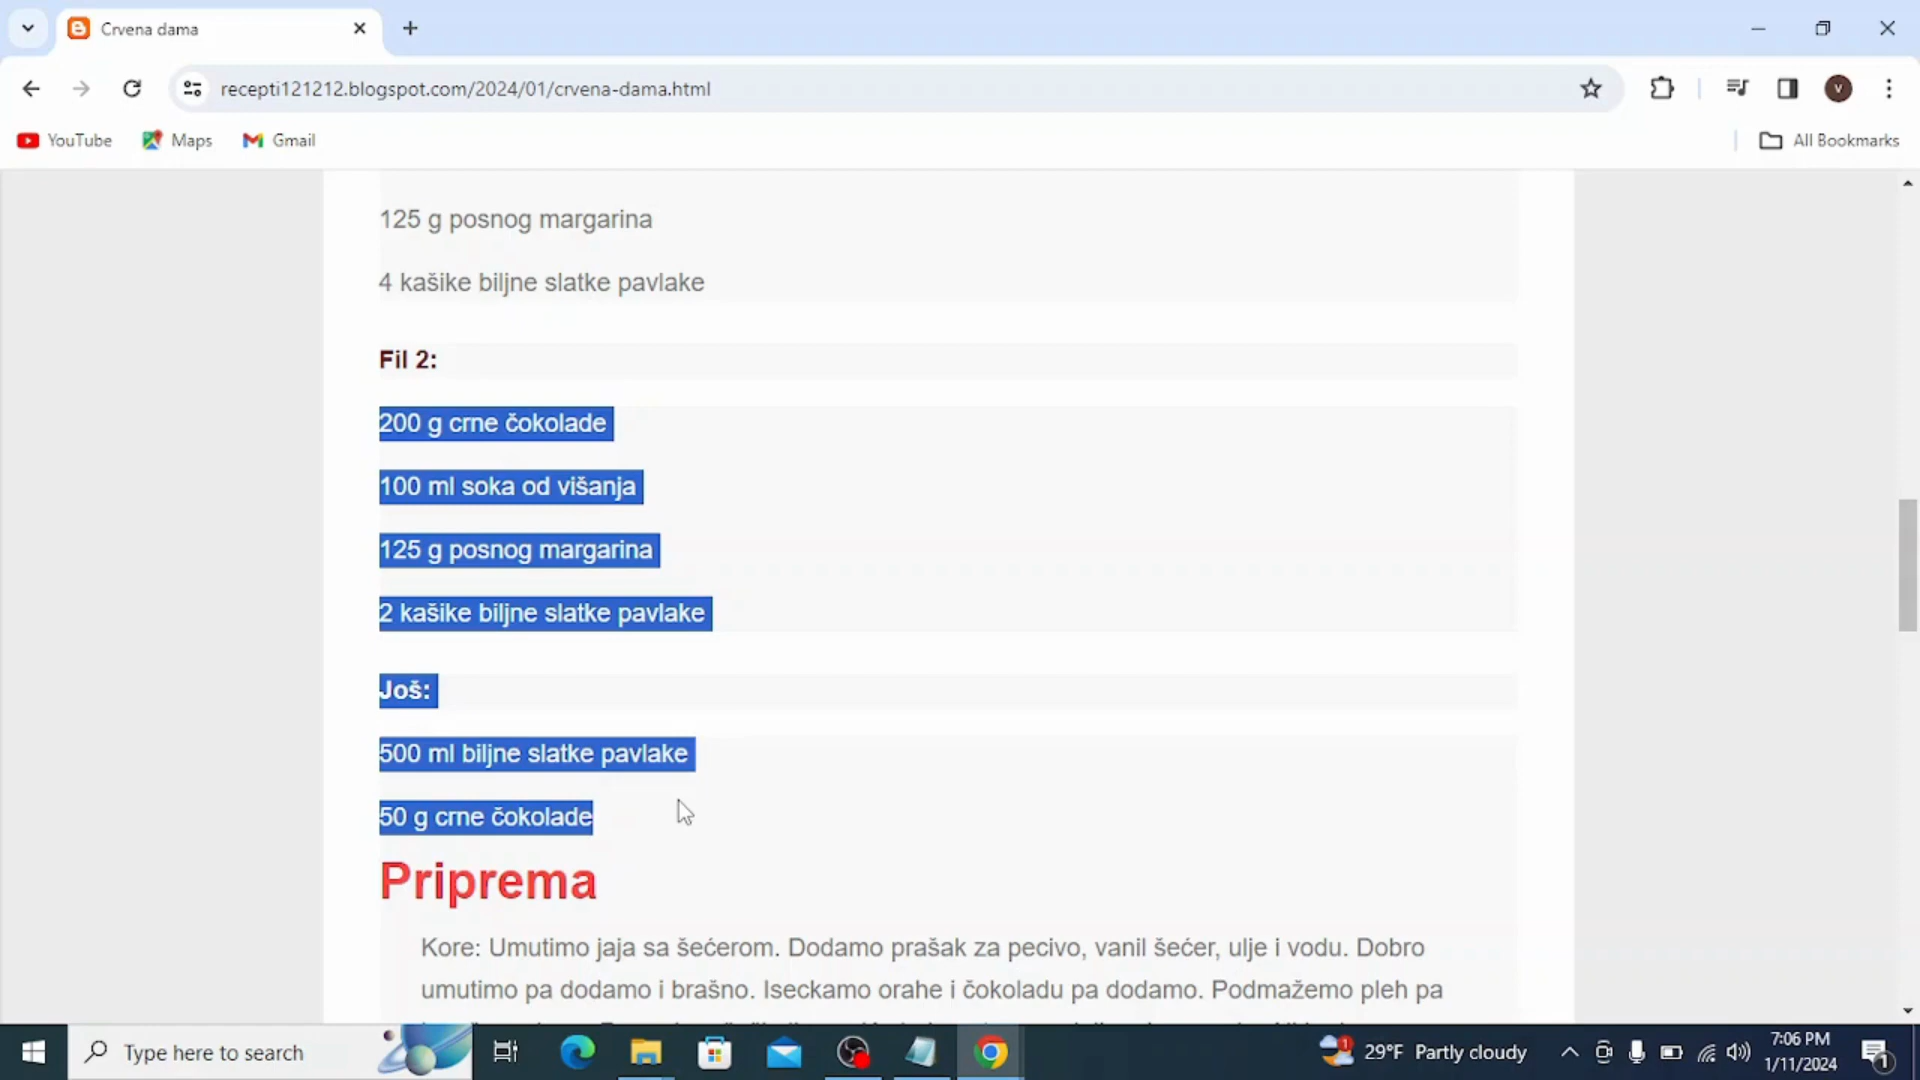 Crvena dama
recepti121212.blogspot.com/2024/01/crvena-dama.html
V
YouTube
Maps
Gmail
All Bookmarks
125 g posnog margarina
4 kašike biljne slatke pavlake
Fil 2:
200 g crne čokolade
100 ml soka od višanja
125 g posnog margarina
2 kašike biljne slatke pavlake
Još:
500 ml biljne slatke pavlake
50 g crne čokolade
Priprema
Kore: Umutimo jaja sa šećerom. Dodamo prašak za pecivo, vanil šećer, ulje i vodu. Dobro
umutimo pa dodamo i brašno. Iseckamo orahe i čokoladu pa dodamo. Podmažemo pleh pa
Type here to search
1
29°F Partly cloudy
7:06 PM
1/11/2024
1